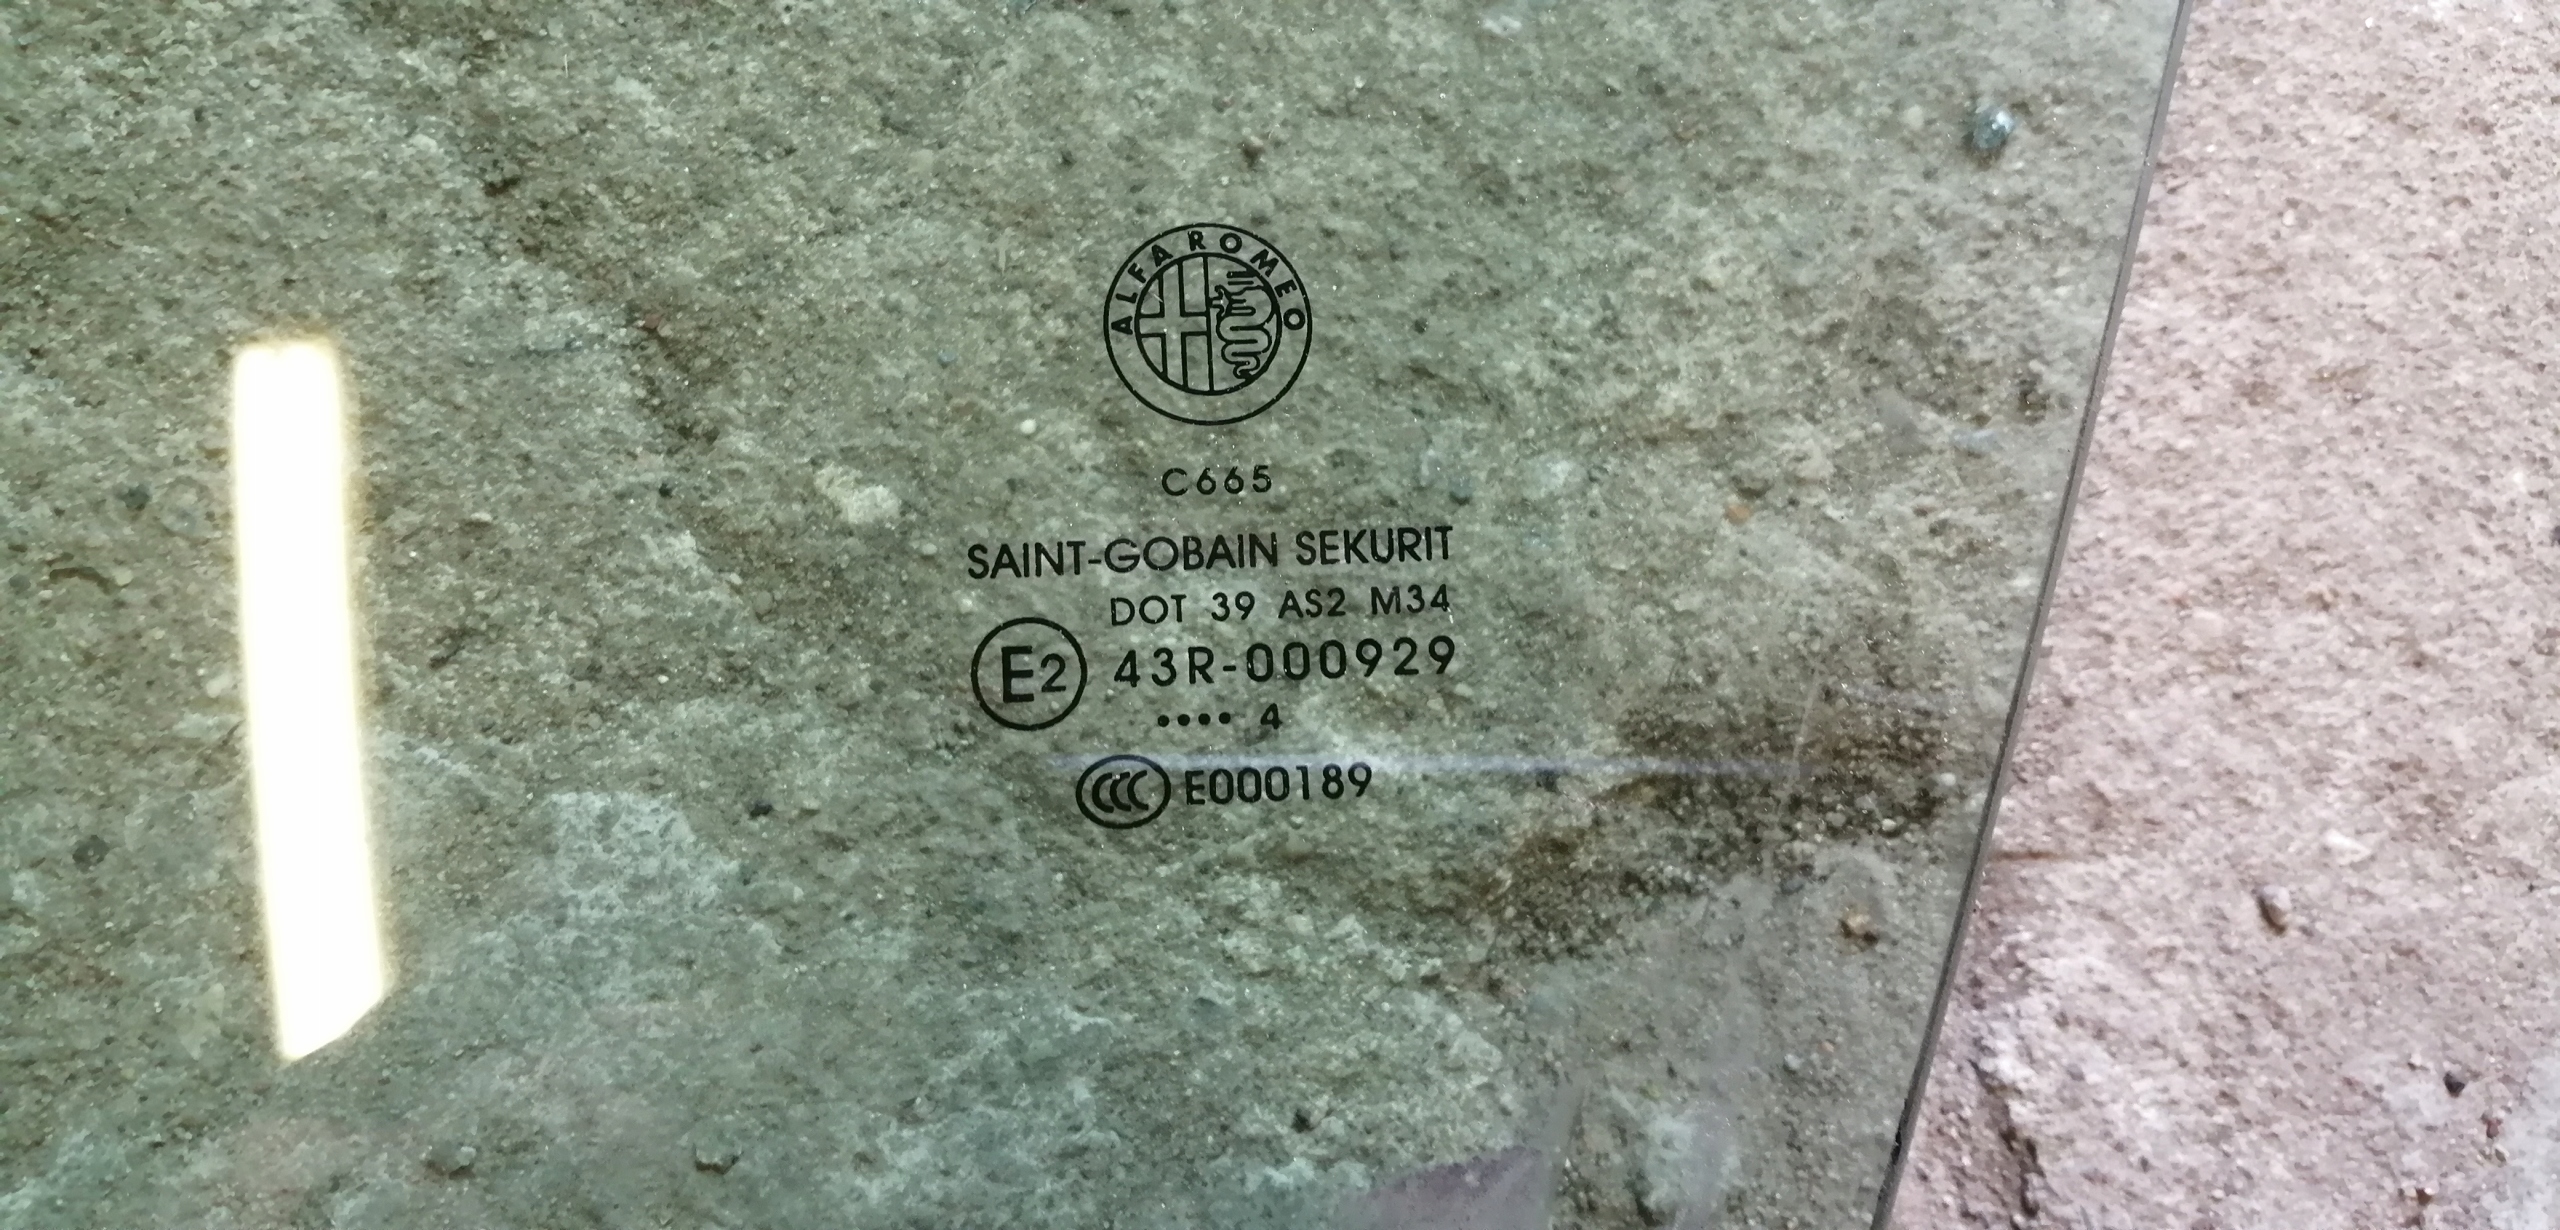 ALFA ROMEO
C665
SAINT-GOBAIN SEKURIT
DOT 39 AS2 M34
E2 43R-000929
•••• 4
CCC E000189